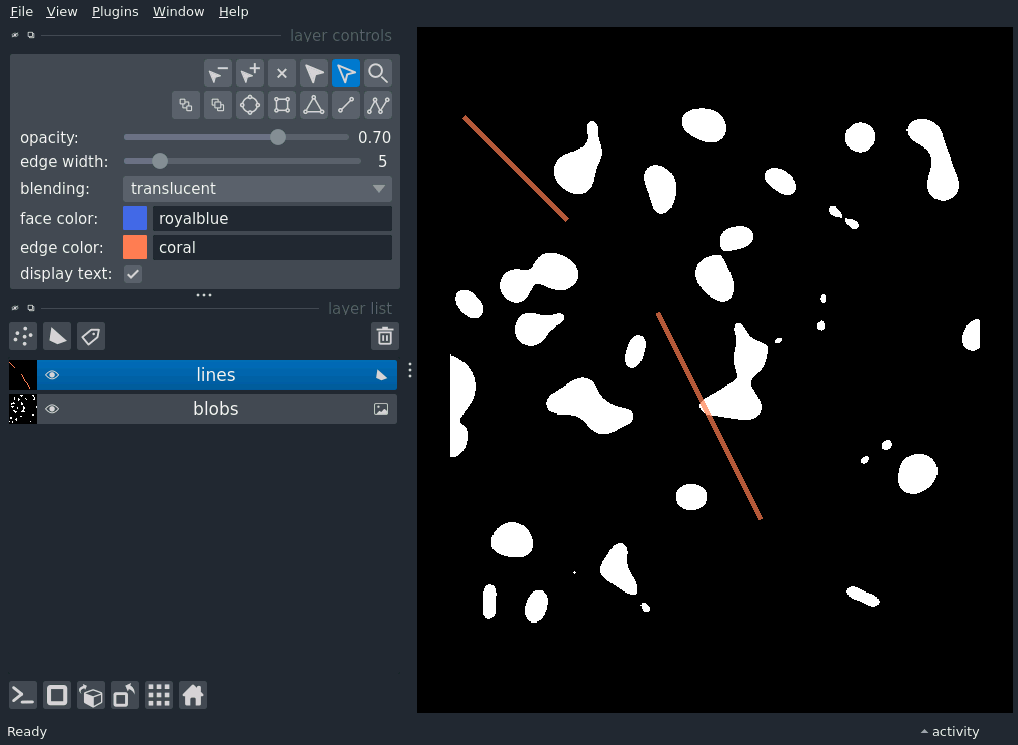 File View Plugins Window Help
layer controls
opacity: 0.70
edge width: 5
blending: translucent
face color: royalblue
edge color: coral
display text:
layer list
lines
blobs
Ready activity